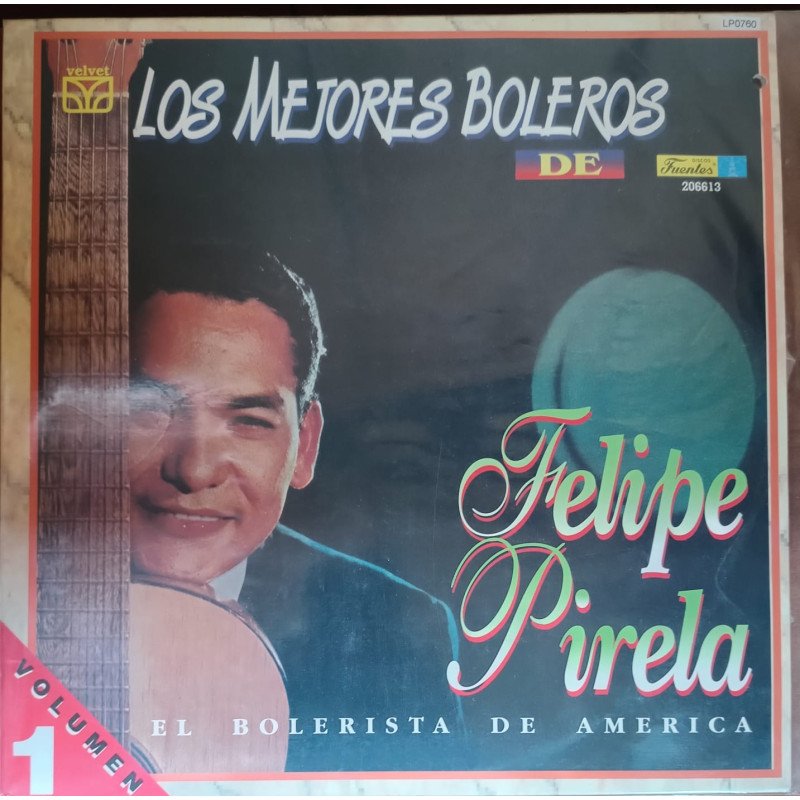 LP0760
velvet
LOS MEJORES BOLEROS
DE
DISCOS
Fuentes
206613
Felipe
Pirela
EL BOLERISTA DE AMERICA
VOLUMEN
1